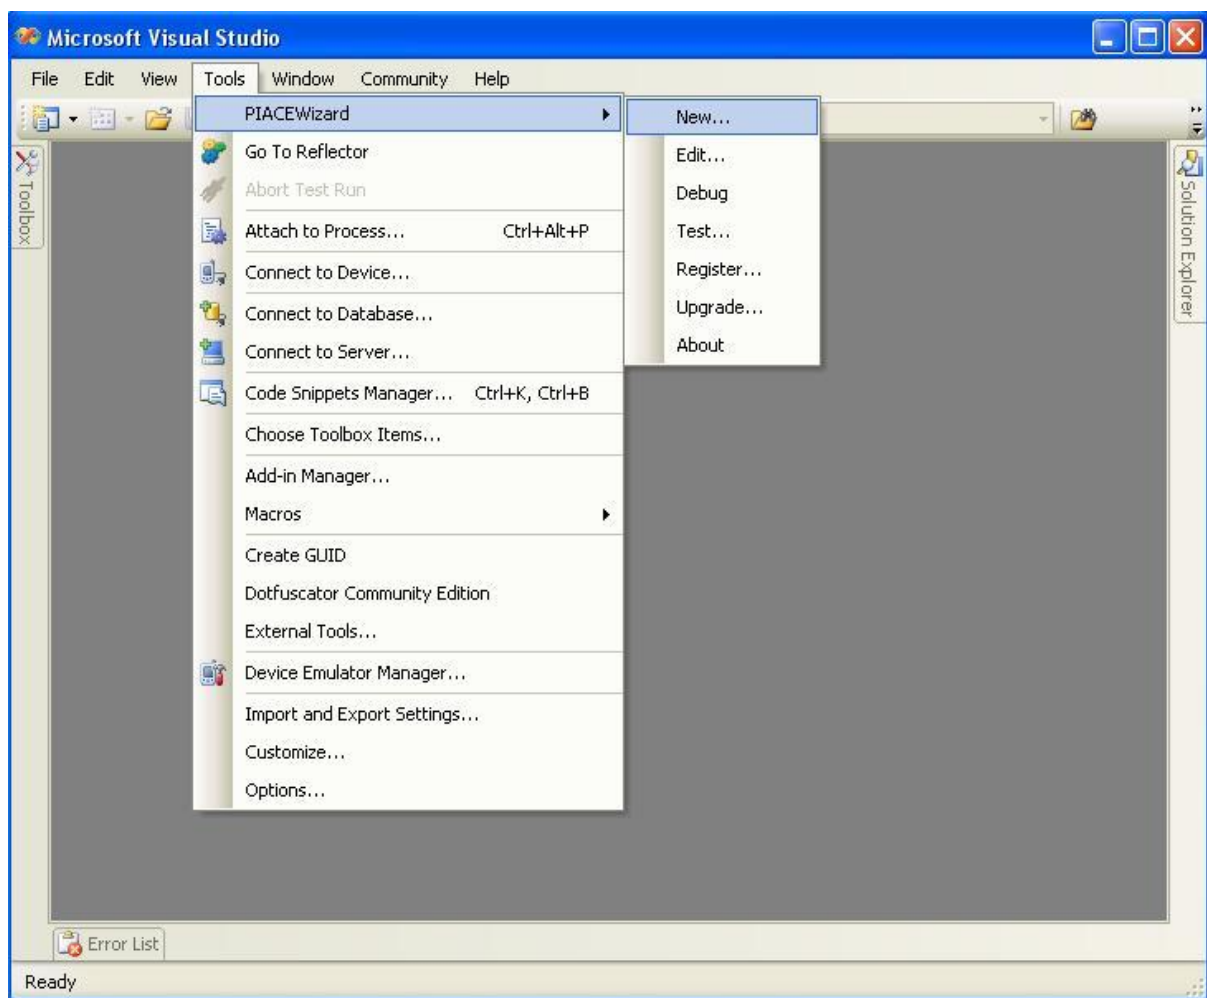 Microsoft Visual Studio
File Edit View Tools Window Community Help
PIACEWizard
Go To Reflector
Abort Test Run
Attach to Process... Ctrl+Alt+P
Connect to Device...
Connect to Database...
Connect to Server...
Code Snippets Manager... Ctrl+K, Ctrl+B
Choose Toolbox Items...
Add-in Manager...
Macros
Create GUID
Dotfuscator Community Edition
External Tools...
Device Emulator Manager...
Import and Export Settings...
Customize...
Options...
New...
Edit...
Debug
Test...
Register...
Upgrade...
About
Toolbox
Solution Explorer
Error List
Ready